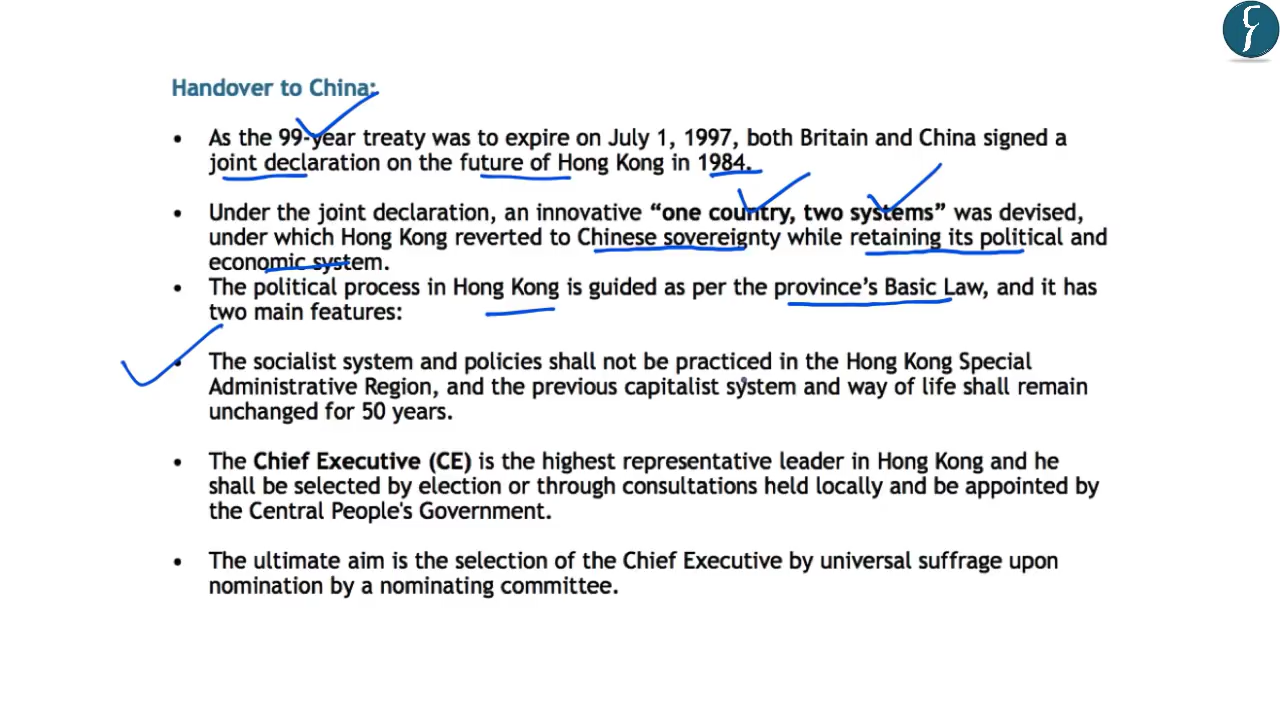 Handover to China:
• As the 99-year treaty was to expire on July 1, 1997, both Britain and China signed a
joint declaration on the future of Hong Kong in 1984.
• Under the joint declaration, an innovative “one country, two systems” was devised,
under which Hong Kong reverted to Chinese sovereignty while retaining its political and
economic system.
• The political process in Hong Kong is guided as per the province’s Basic Law, and it has
two main features:
• The socialist system and policies shall not be practiced in the Hong Kong Special
Administrative Region, and the previous capitalist system and way of life shall remain
unchanged for 50 years.
• The Chief Executive (CE) is the highest representative leader in Hong Kong and he
shall be selected by election or through consultations held locally and be appointed by
the Central People's Government.
• The ultimate aim is the selection of the Chief Executive by universal suffrage upon
nomination by a nominating committee.